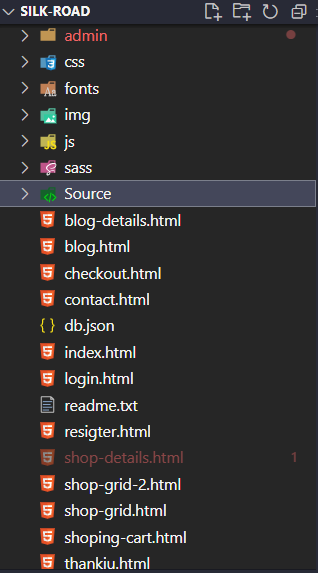 SILK-ROAD
admin
css
fonts
img
js
sass
Source
blog-details.html
blog.html
checkout.html
contact.html
db.json
index.html
login.html
readme.txt
resigter.html
shop-details.html 1
shop-grid-2.html
shop-grid.html
shoping-cart.html
thankiu.html